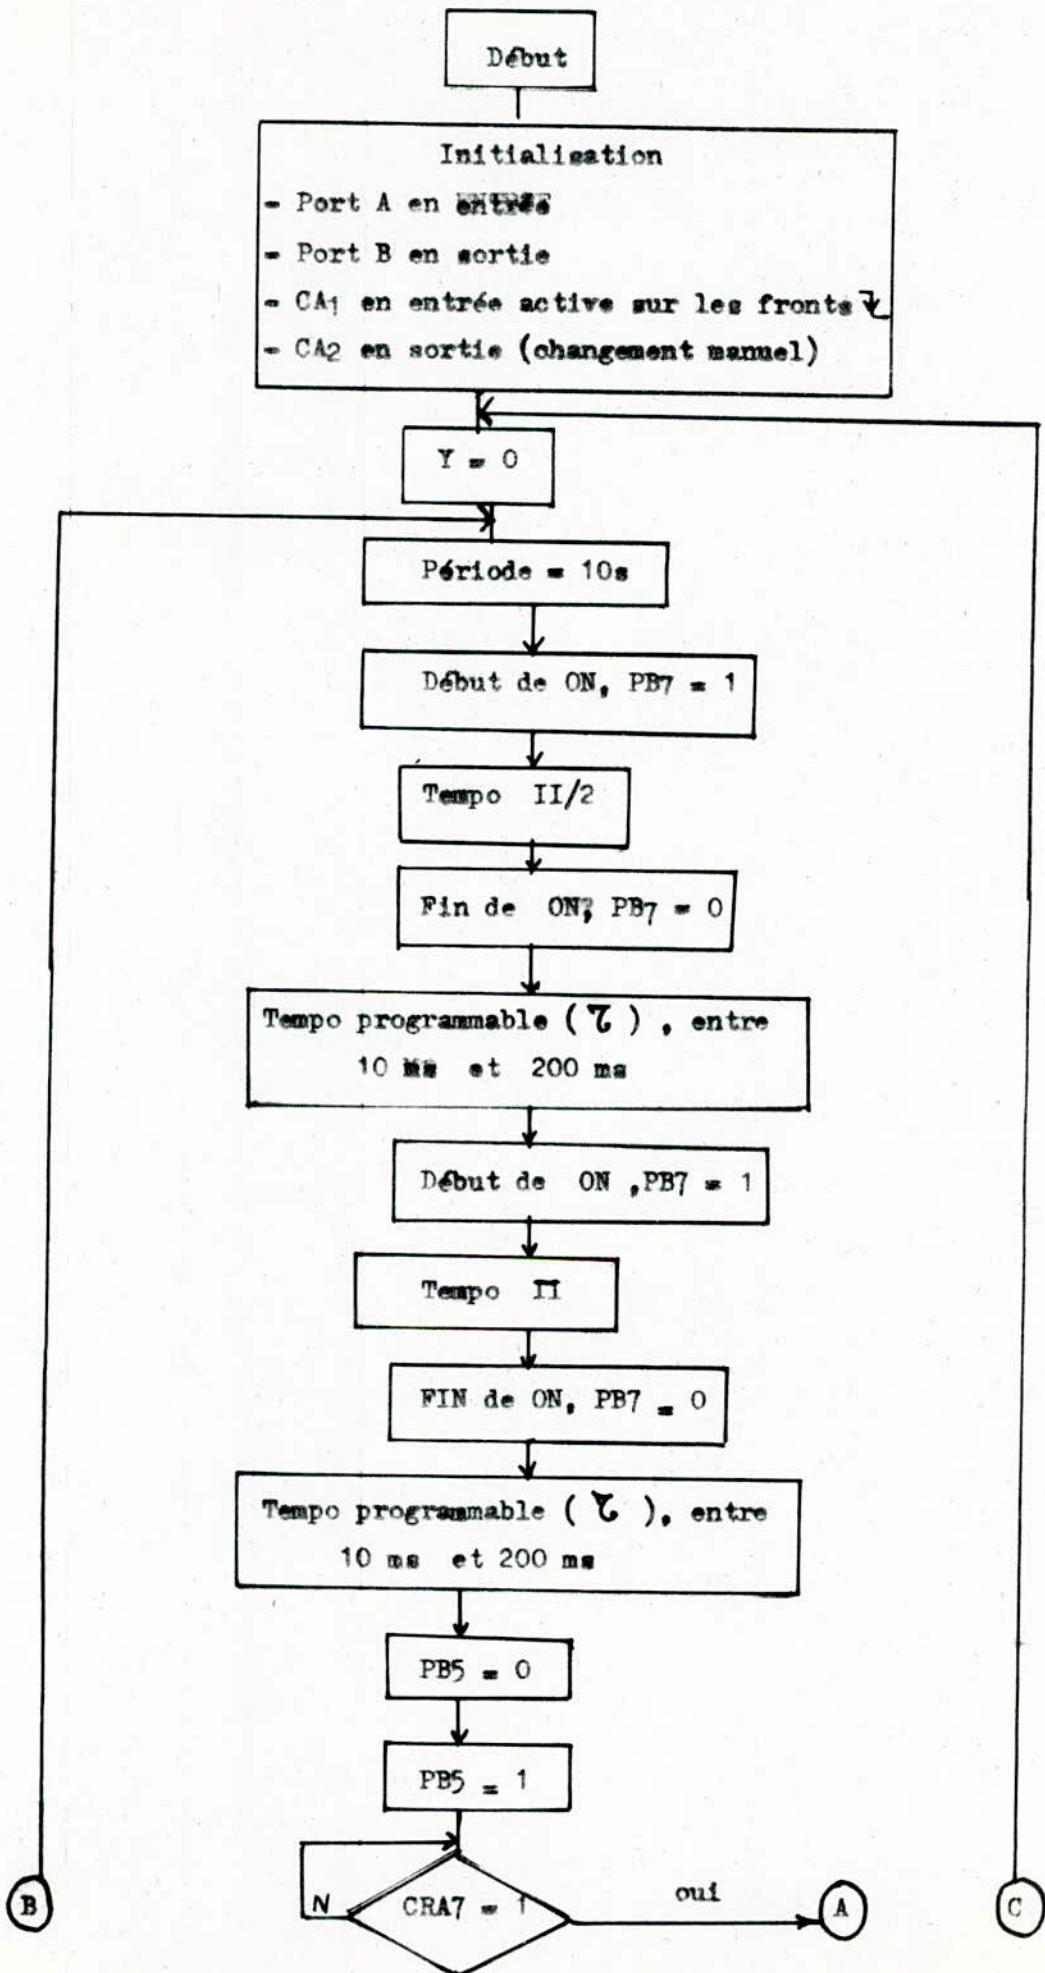 Début
Initialisation
- Port A en entrée
- Port B en sortie
- CA1 en entrée active sur les fronts
- CA2 en sortie (changement manuel)
Y = 0
Période = 10s
Début de ON, PB7 = 1
Tempo II/2
Fin de ON, PB7 = 0
Tempo programmable (τ), entre
10 ms et 200 ms
Début de ON ,PB7 = 1
Tempo II
FIN de ON, PB7 = 0
Tempo programmable (τ), entre
10 ms et 200 ms
PB5 = 0
PB5 = 1
B
N
CRA7 = 1
oui
A
C